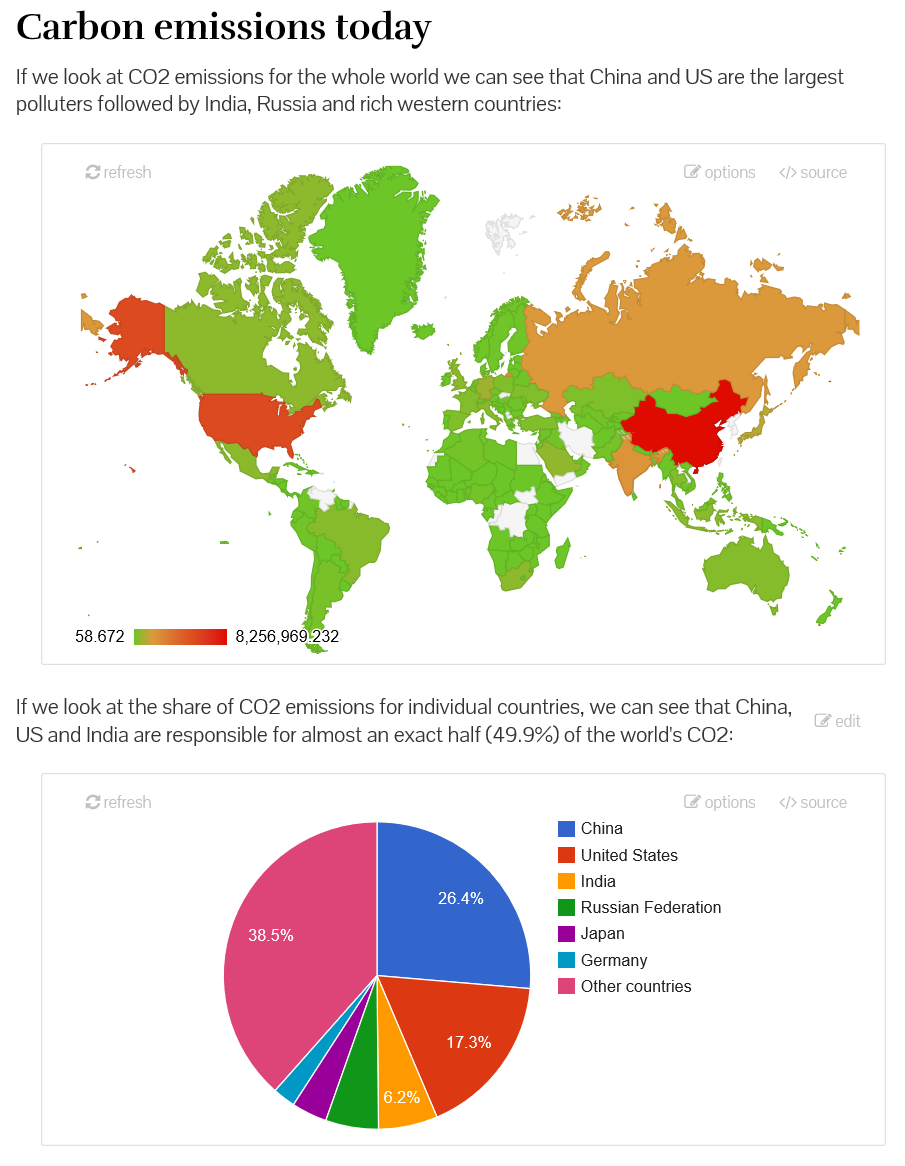 Carbon emissions today
If we look at CO2 emissions for the whole world we can see that China and US are the largest
polluters followed by India, Russia and rich western countries:
refresh
options
source
58.672
8,256,969.232
If we look at the share of CO2 emissions for individual countries, we can see that China,
US and India are responsible for almost an exact half (49.9%) of the world's CO2:
edit
refresh
options
</> source
26.4%
17.3%
6.2%
38.5%
China
United States
India
Russian Federation
Japan
Germany
Other countries